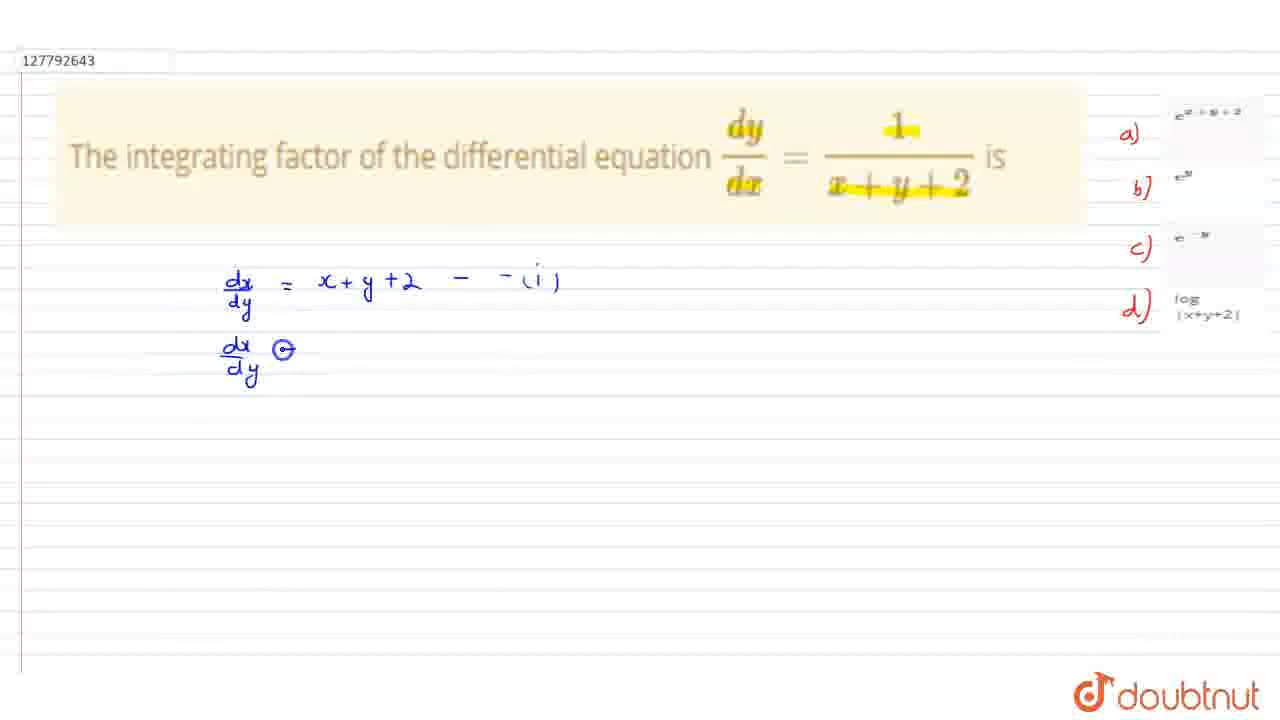 127792643
The integrating factor of the differential equation dy/dx = 1/(x + y + 2) is
a) e^(x + y + 2)
b) e^y
c) e^(-y)
d) log |x+y+2|
dx/dy = x + y + 2 - - (i)
dx/dy
doubtnut